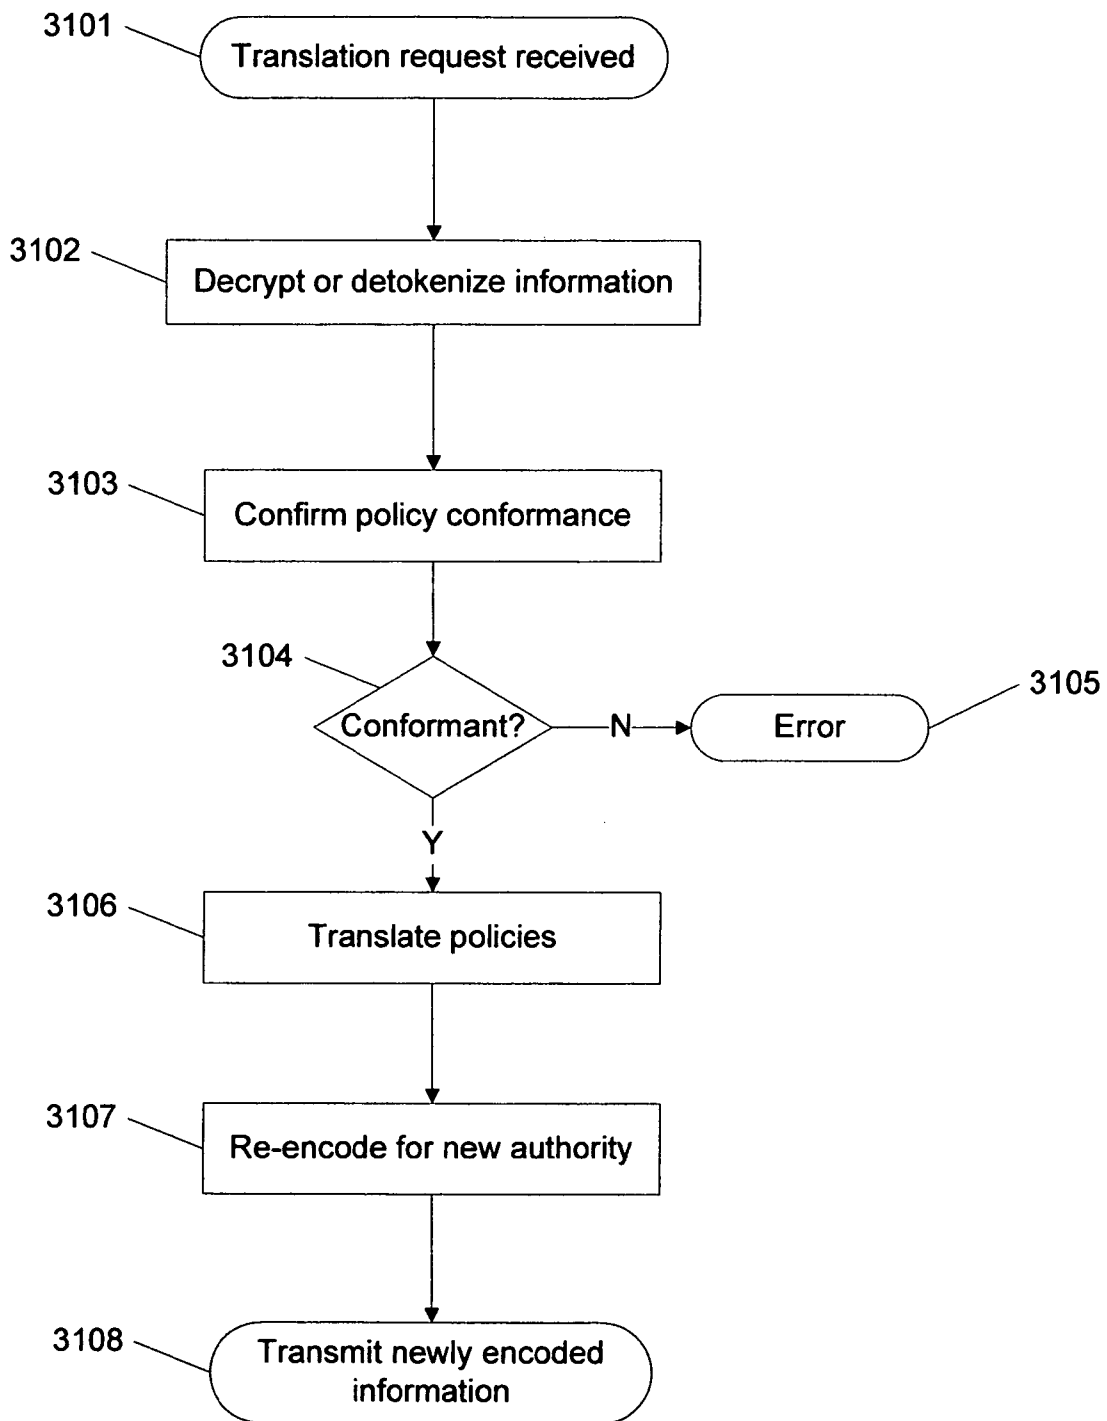 3101
Translation request received
3102
Decrypt or detokenize information
3103
Confirm policy conformance
3104
Conformant?
N
Error
3105
Y
3106
Translate policies
3107
Re-encode for new authority
3108
Transmit newly encoded
information